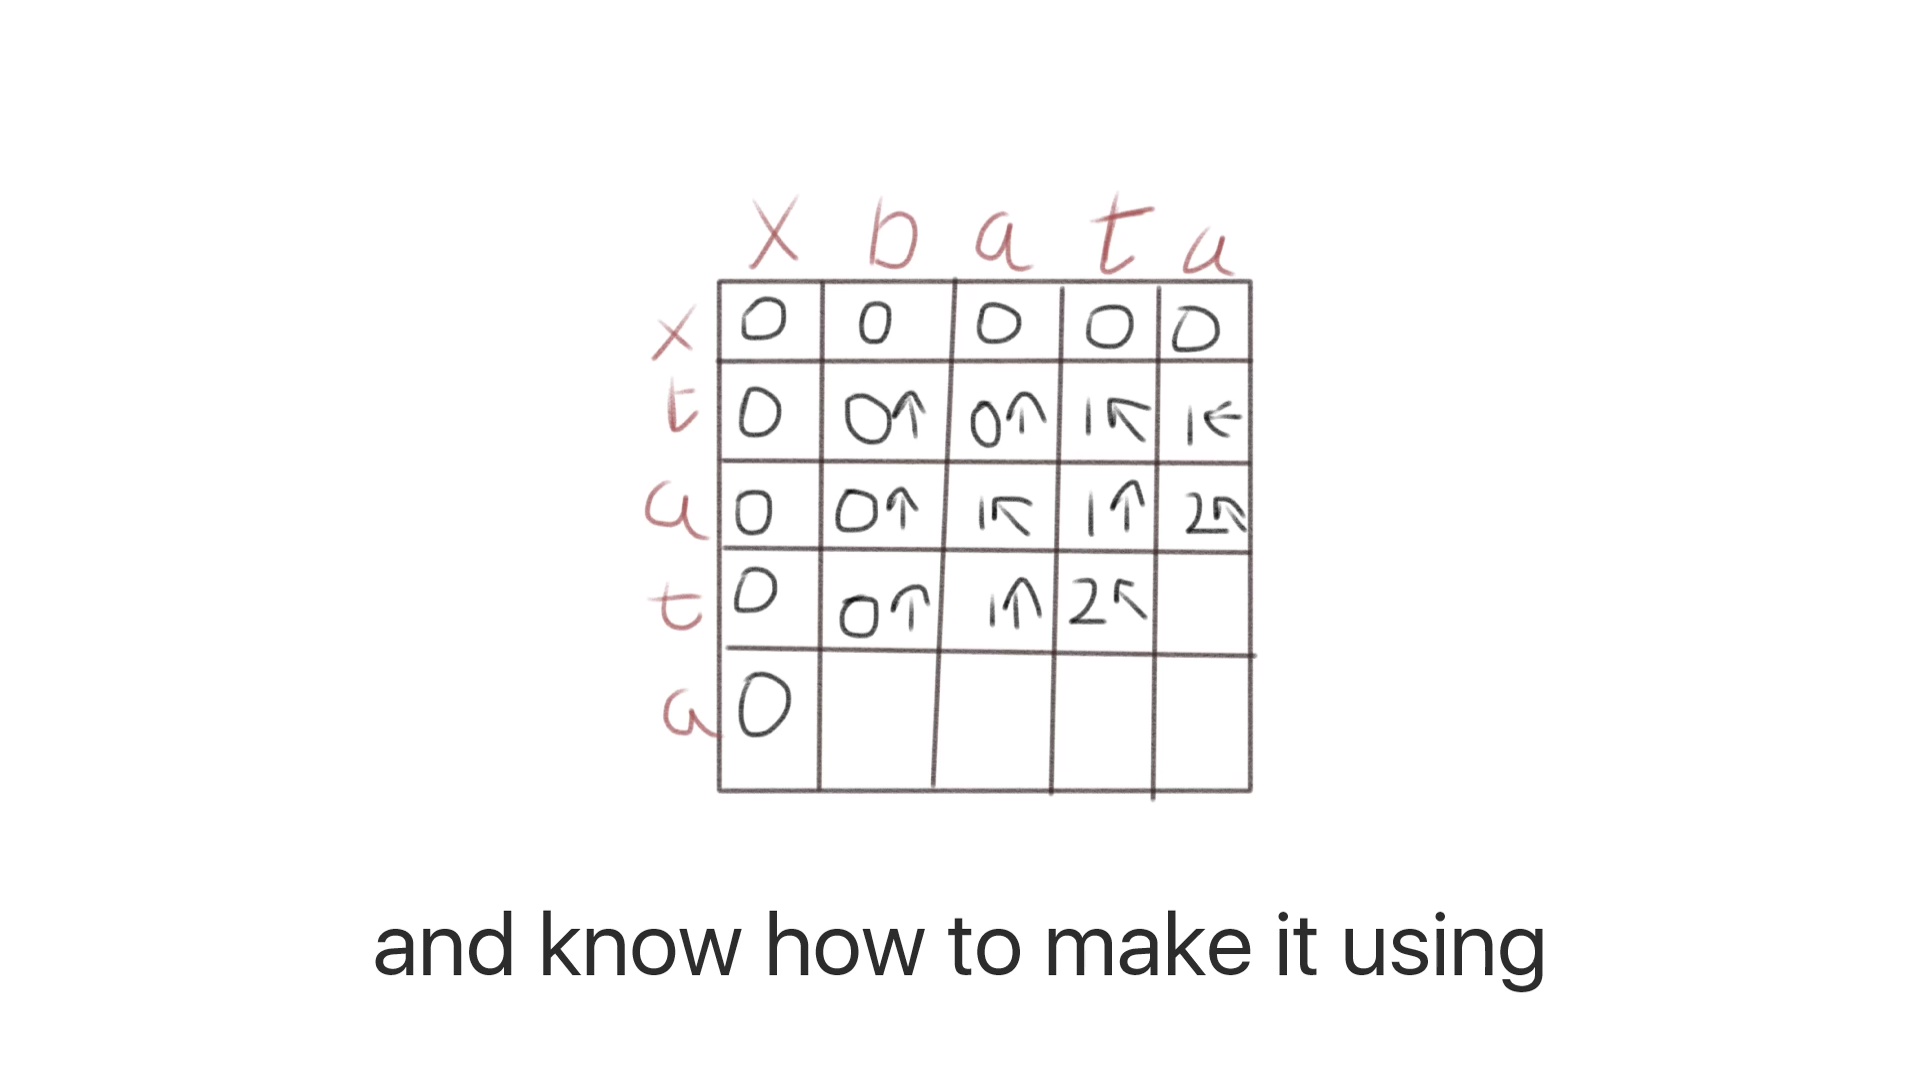 x b a t a
x 0 0 0 0 0
t 0 0↑ 0↑ 1↖ 1←
a 0 0↑ 1↖ 1↑ 2↖
t 0 0↑ 1↑ 2↖
a 0
and know how to make it using